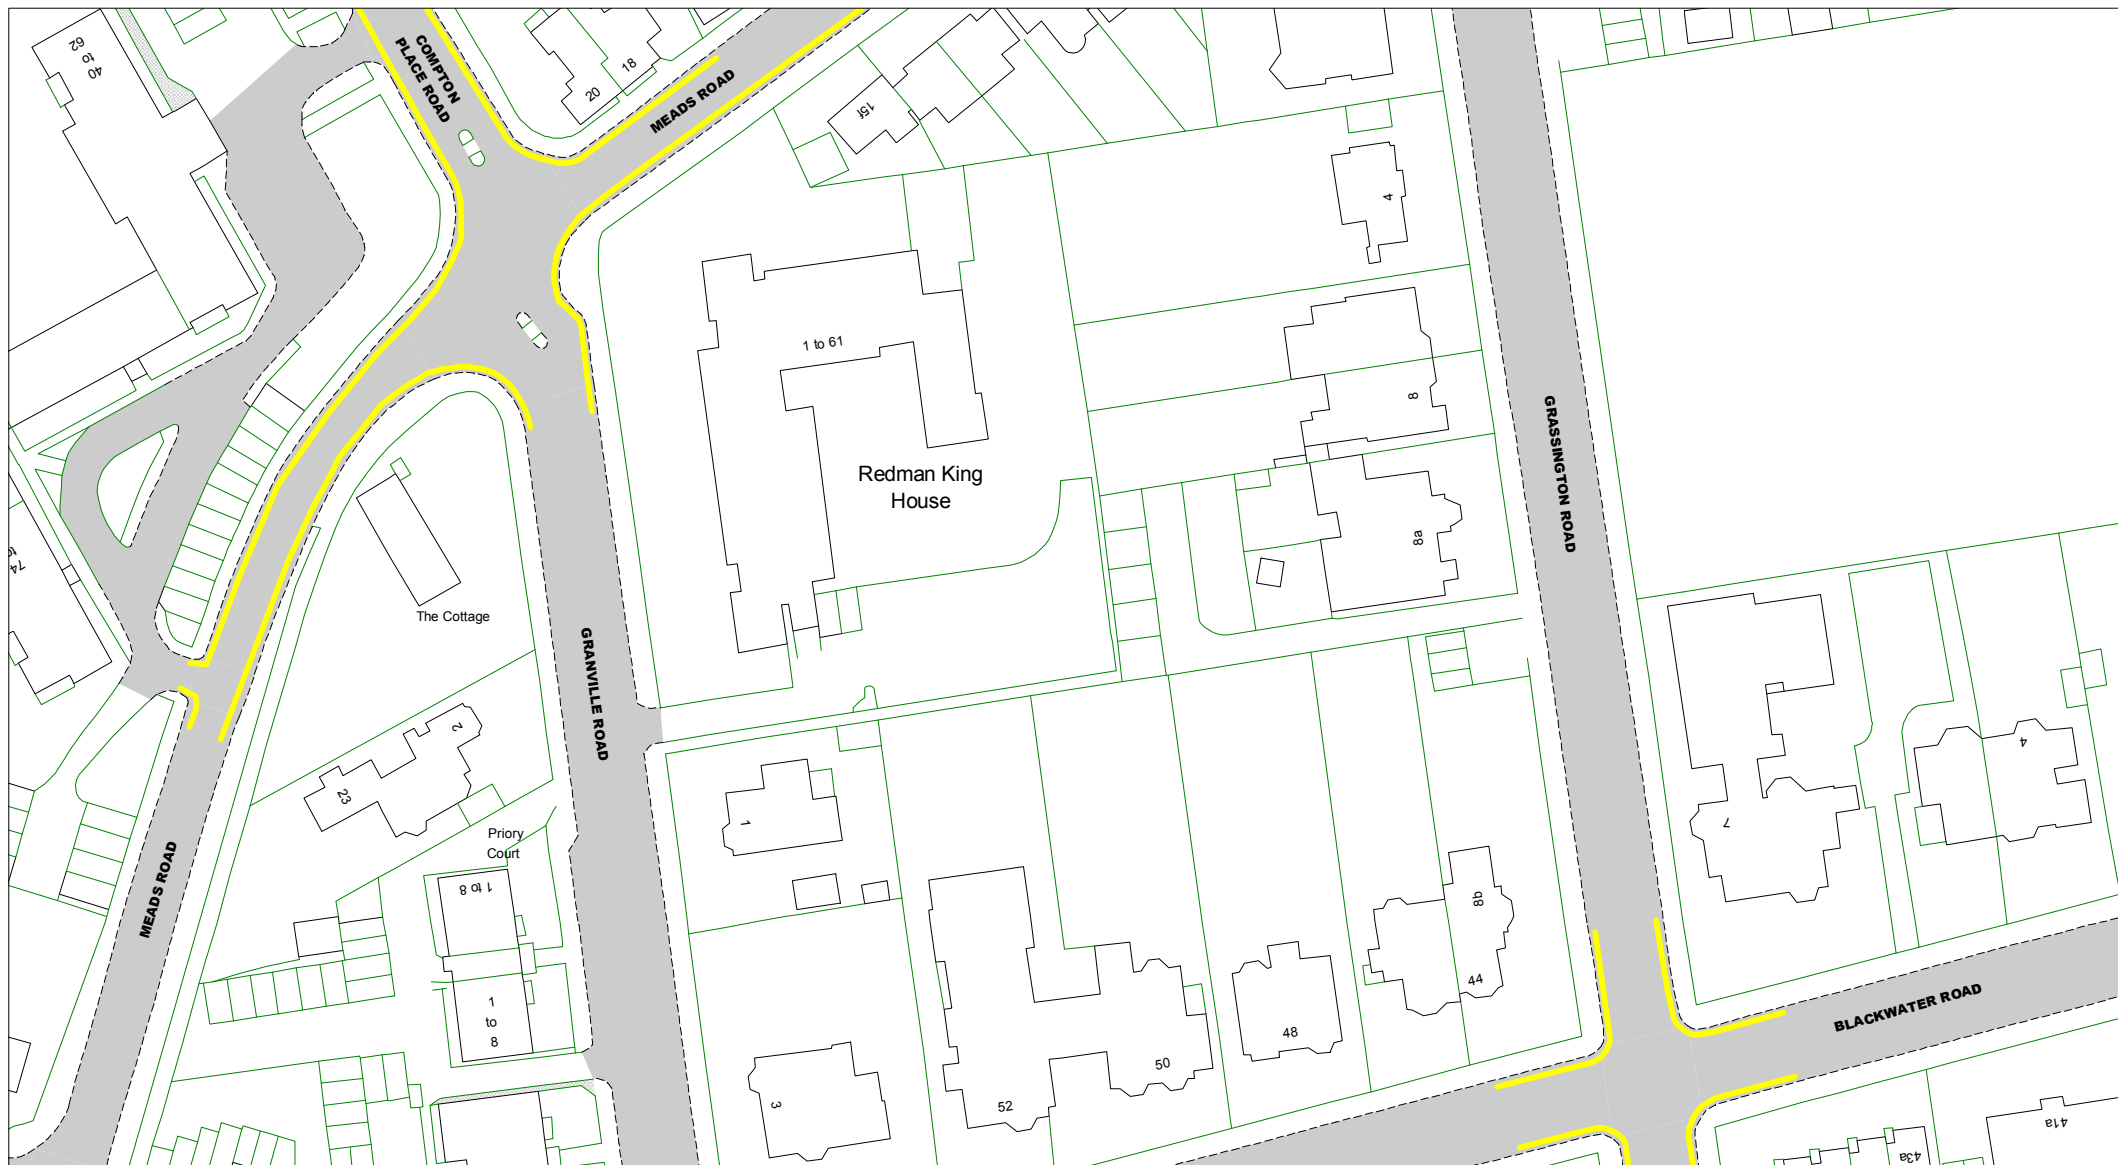 40
to
62
COMPTON
PLACE ROAD
18
20
MEADS ROAD
15f
4
1 to 61
8
Redman King
House
GRASSINGTON ROAD
8a
74
to
The Cottage
GRANVILLE ROAD
2
23
1
4
7
Priory
Court
1 to 8
MEADS ROAD
8b
44
1
to
8
48
50
52
3
BLACKWATER ROAD
41a
43a